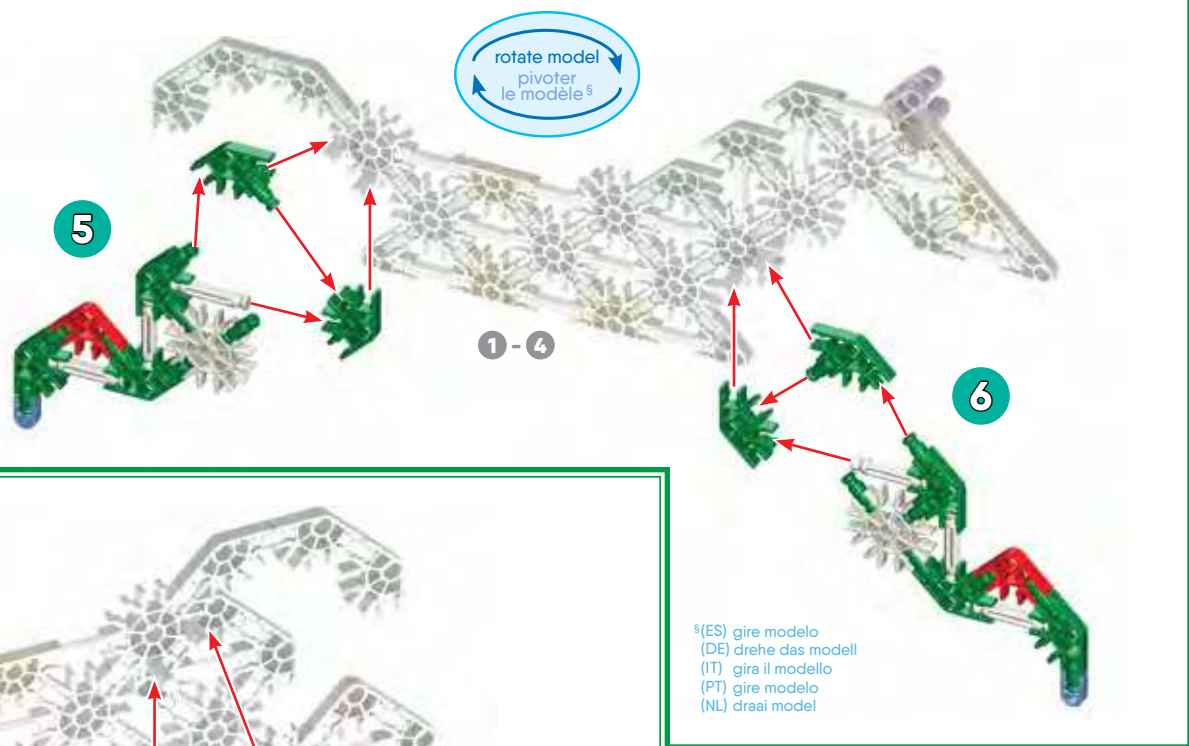 rotate model
pivoter
le modèle §
5
1 - 4
6
§(ES) gire modelo
(DE) drehe das modell
(IT) gira il modello
(PT) gire modelo
(NL) draai model